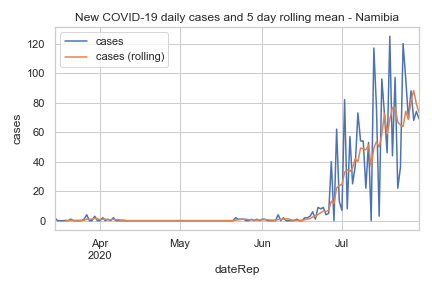 New COVID-19 daily cases and 5 day rolling mean - Namibia
cases
cases (rolling)
120
100
80
60
40
20
0
cases
Apr
2020
May
Jun
Jul
dateRep